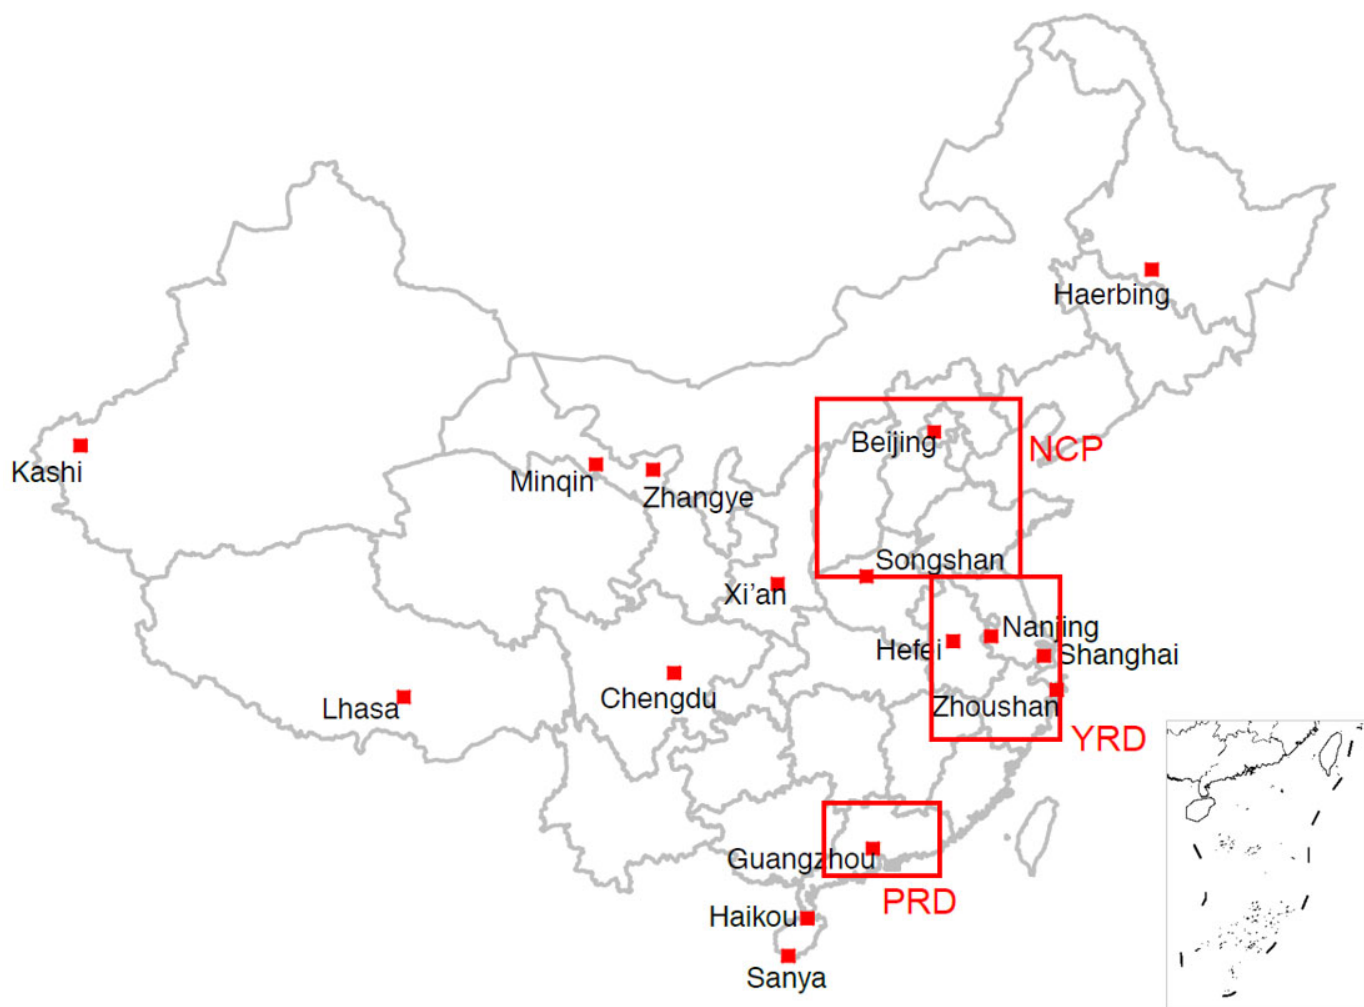 Haerbing
Beijing
NCP
Kashi
Minqin
Zhangye
Songshan
Xi'an
Nanjing
Hefei
Shanghai
Chengdu
Lhasa
Zhoushan
YRD
Guangzhou
PRD
Haikou
Sanya